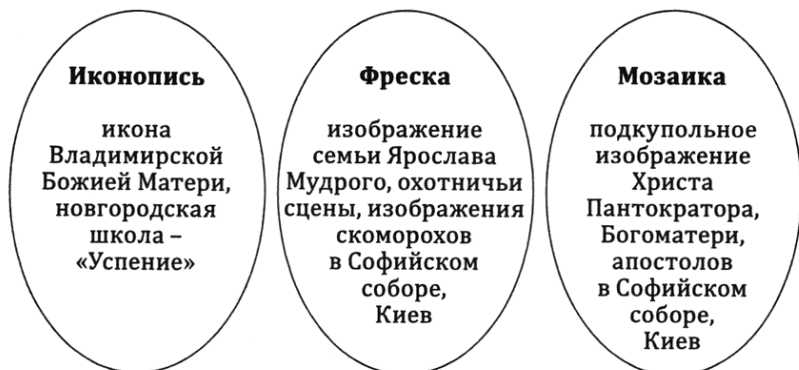 Иконопись
икона
Владимирской
Божией Матери,
новгородская
школа –
«Успение»
Фреска
изображение
семьи Ярослава
Мудрого, охотничьи
сцены, изображения
скоморохов
в Софийском
соборе,
Киев
Мозаика
подкупольное
изображение
Христа
Пантократора,
Богоматери,
апостолов
в Софийском
соборе,
Киев